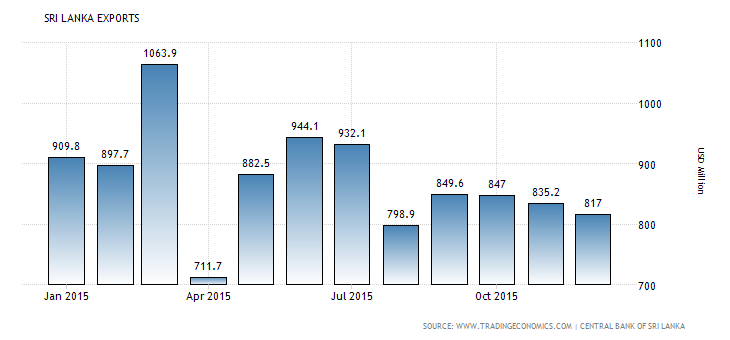 SRI LANKA EXPORTS
1100
1063.9
1000
944.1
932.1
909.8
897.7
900
882.5
849.6
847
835.2
817
798.9
800
711.7
700
USD Million
Jan 2015
Apr 2015
Jul 2015
Oct 2015
SOURCE: WWW.TRADINGECONOMICS.COM | CENTRAL BANK OF SRI LANKA